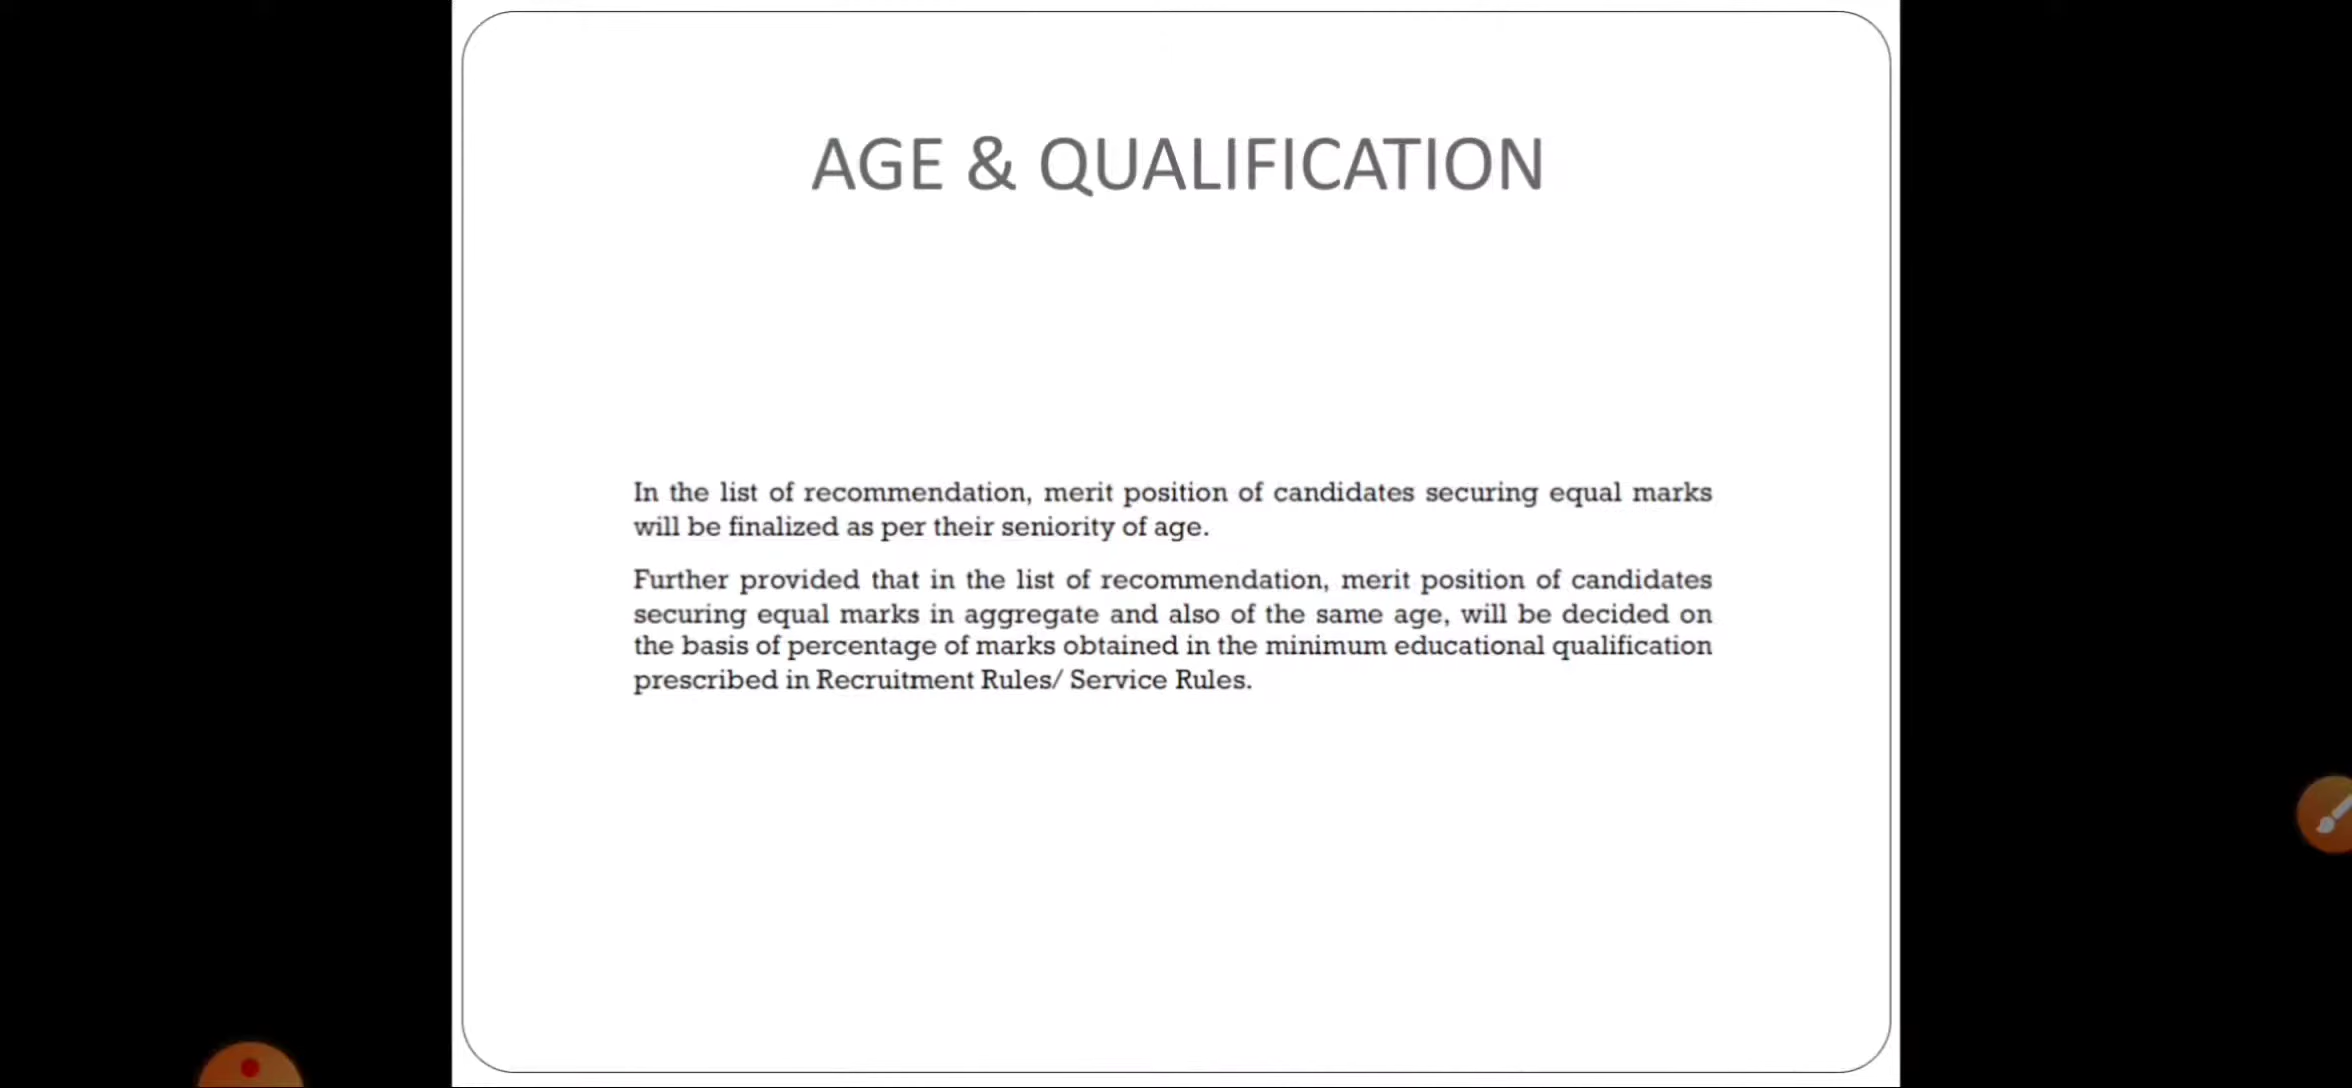 AGE & QUALIFICATION
In the list of recommendation, merit position of candidates securing equal marks
will be finalized as per their seniority of age.
Further provided that in the list of recommendation, merit position of candidates
securing equal marks in aggregate and also of the same age, will be decided on
the basis of percentage of marks obtained in the minimum educational qualification
prescribed in Recruitment Rules/ Service Rules.